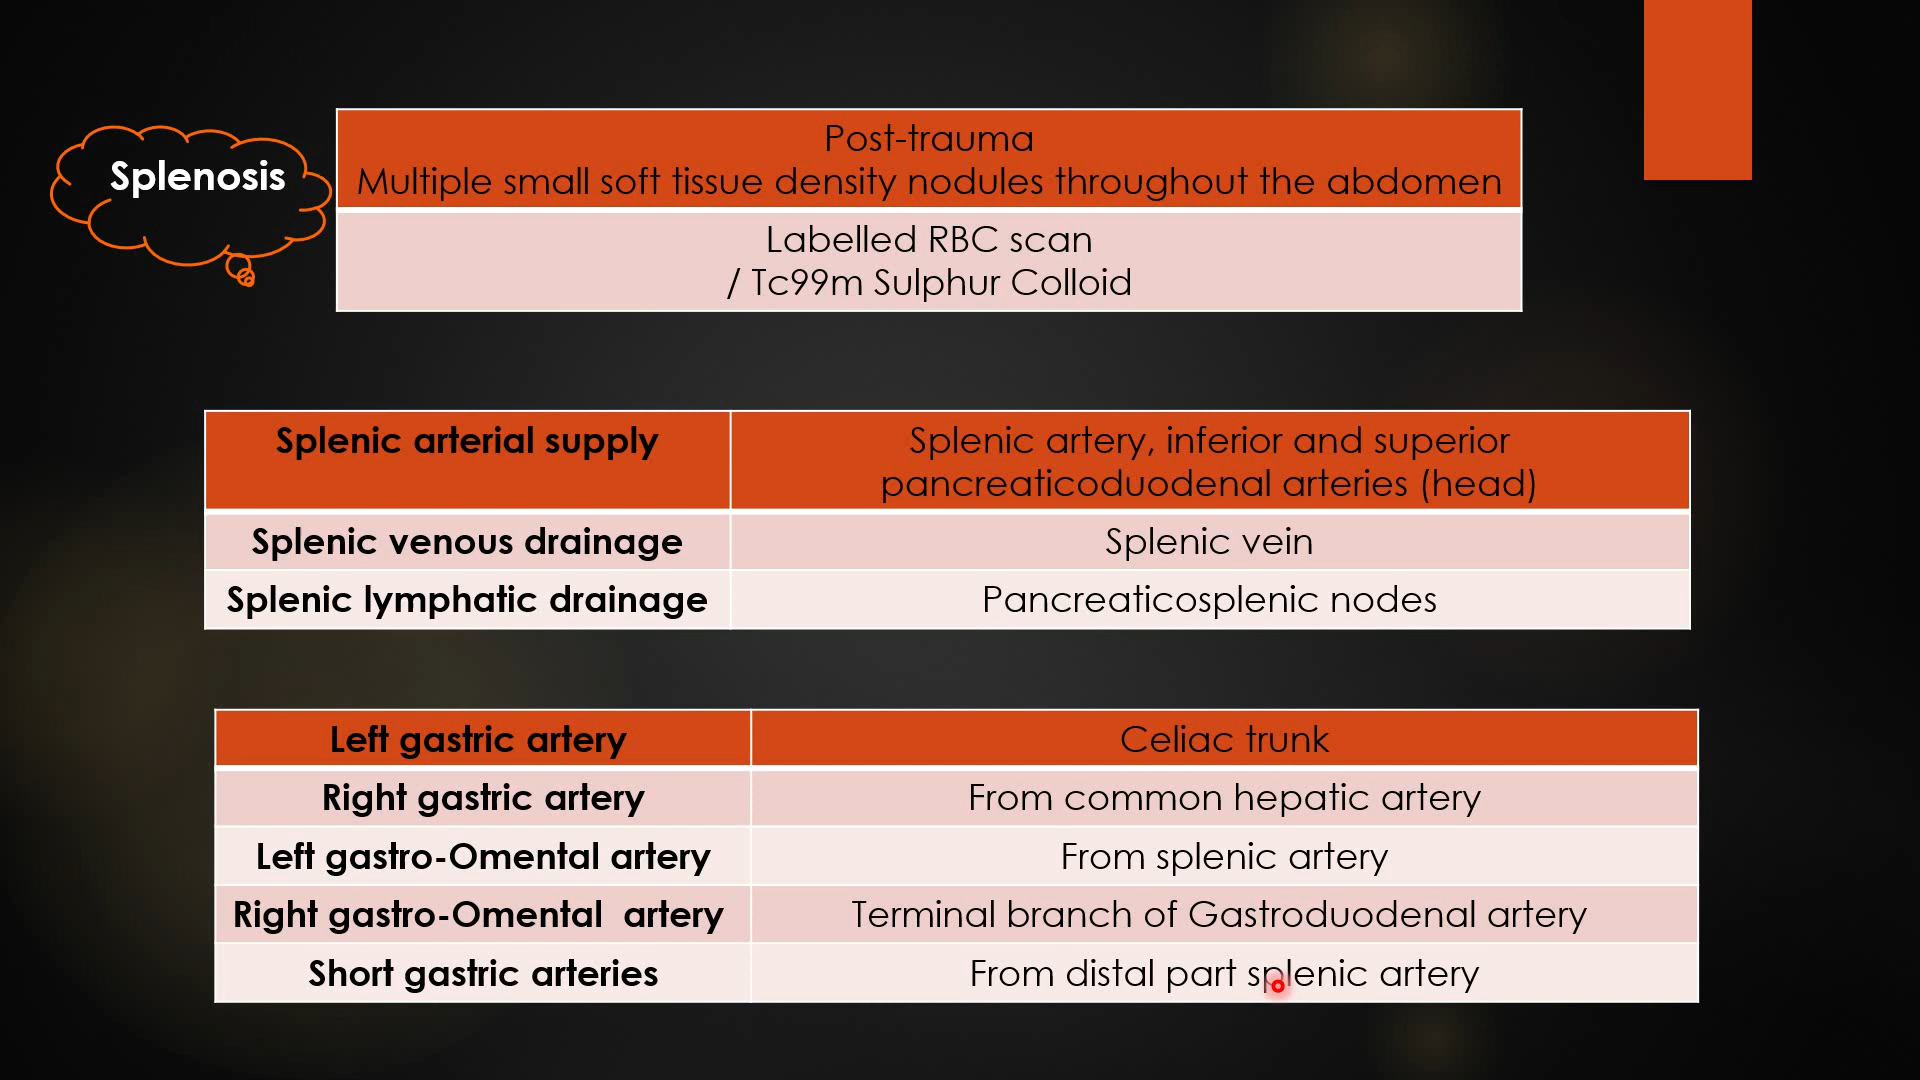 Splenosis
Post-trauma
Multiple small soft tissue density nodules throughout the abdomen
Labelled RBC scan
/ Tc99m Sulphur Colloid
Splenic arterial supply
Splenic artery, inferior and superior
pancreaticoduodenal arteries (head)
Splenic venous drainage
Splenic vein
Splenic lymphatic drainage
Pancreaticosplenic nodes
Left gastric artery
Celiac trunk
Right gastric artery
From common hepatic artery
Left gastro-Omental artery
From splenic artery
Right gastro-Omental  artery
Terminal branch of Gastroduodenal artery
Short gastric arteries
From distal part splenic artery